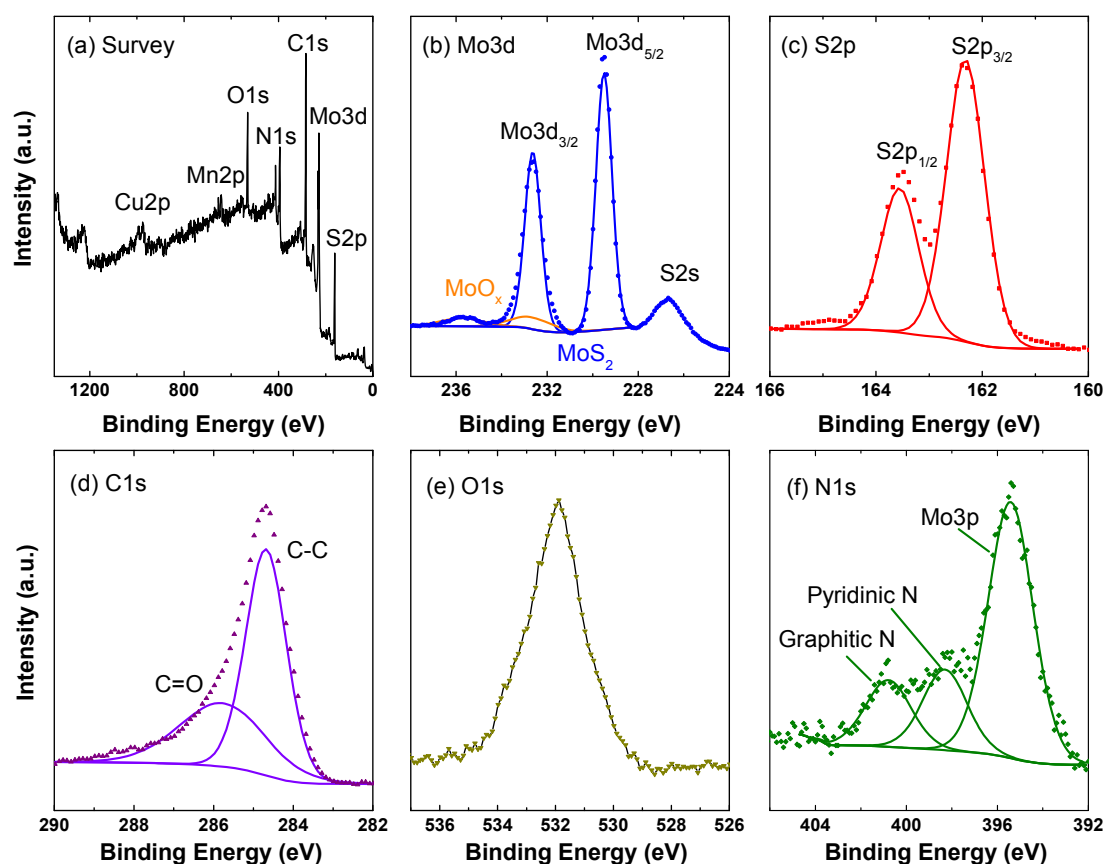 (a) Survey
C1s
O1s
N1s
Mo3d
Mn2p
Cu2p
S2p
Intensity (a.u.)
1200 800 400 0
Binding Energy (eV)
(b) Mo3d
Mo3d5/2
Mo3d3/2
S2s
MoOx
MoS2
236 232 228 224
Binding Energy (eV)
(c) S2p
S2p3/2
S2p1/2
166 164 162 160
Binding Energy (eV)
(d) C1s
C-C
C=O
Intensity (a.u.)
290 288 286 284 282
Binding Energy (eV)
(e) O1s
536 534 532 530 528 526
Binding Energy (eV)
(f) N1s
Mo3p
Pyridinic N
Graphitic N
404 400 396 392
Binding Energy (eV)